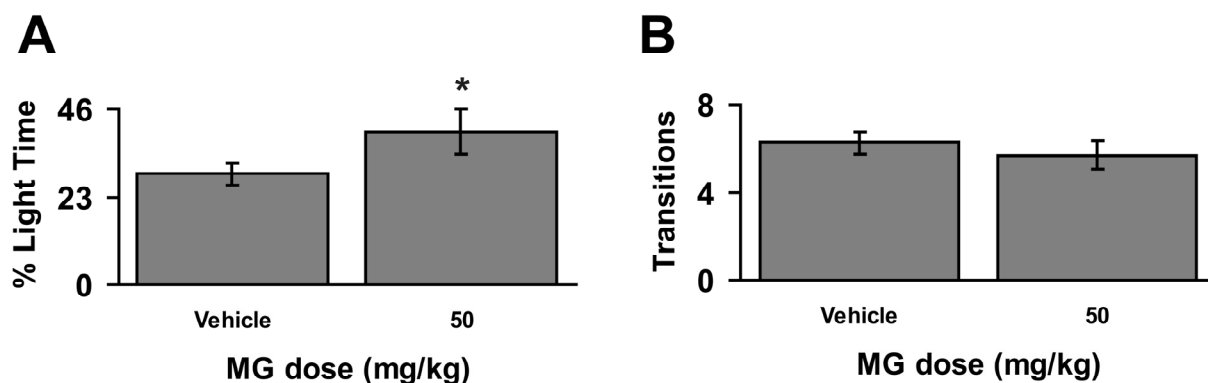 A
% Light Time
46
23
0
*
Vehicle
50
MG dose (mg/kg)
B
Transitions
8
4
0
Vehicle
50
MG dose (mg/kg)